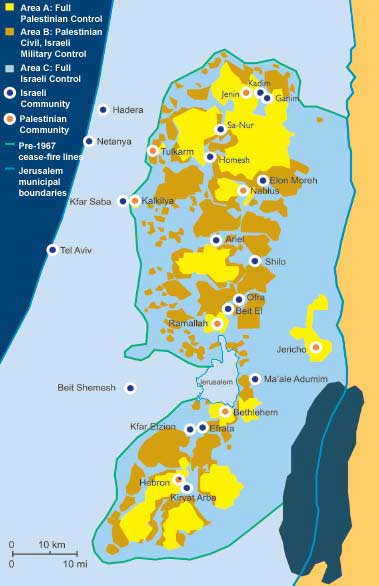 Area A: Full
Palestinian Control
Area B: Palestinian
Civil, Israeli
Military Control
Area C: Full
Israeli Control
Israeli
Community
Palestinian
Community
Pre-1967
cease-fire lines
Jerusalem
municipal
boundaries
Kadim
Jenin
Ganim
Hadera
Sa-Nur
Netanya
Tulkarm
Homesh
Elon Moreh
Nablus
Kfar Saba
Kalkilya
Ariel
Tel Aviv
Shilo
Ofra
Beit El
Ramallah
Jericho
Jerusalem
Ma'ale Adumim
Beit Shemesh
Bethlehem
Kfar Etzion
Efrata
Hebron
Kiryat Arba
0 10 km
0 10 mi